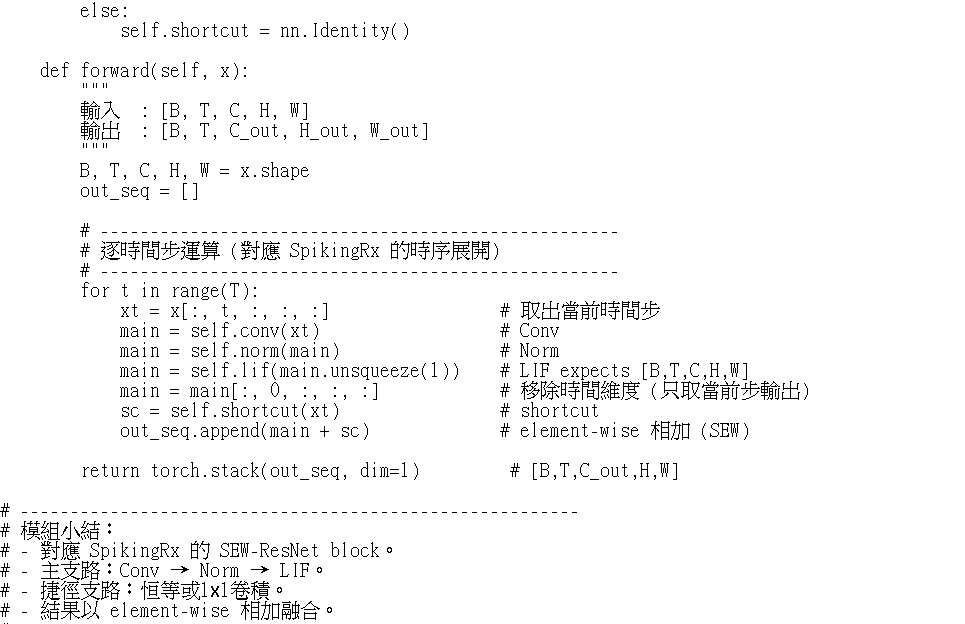 else:
            self.shortcut = nn.Identity()

    def forward(self, x):
        """
        輸入  : [B, T, C, H, W]
        輸出  : [B, T, C_out, H_out, W_out]
        """
        B, T, C, H, W = x.shape
        out_seq = []

        # ----------------------------------------------------
        # 逐時間步運算 (對應 SpikingRx 的時序展開)
        # ----------------------------------------------------
        for t in range(T):
            xt = x[:, t, :, :, :]                 # 取出當前時間步
            main = self.conv(xt)                  # Conv
            main = self.norm(main)                # Norm
            main = self.lif(main.unsqueeze(1))    # LIF expects [B,T,C,H,W]
            main = main[:, 0, :, :, :]            # 移除時間維度 (只取當前步輸出)
            sc = self.shortcut(xt)                # shortcut
            out_seq.append(main + sc)             # element-wise 相加 (SEW)

        return torch.stack(out_seq, dim=1)         # [B,T,C_out,H,W]

# --------------------------------------------------------
# 模組小結：
# - 對應 SpikingRx 的 SEW-ResNet block。
# - 主支路：Conv → Norm → LIF。
# - 捷徑支路：恒等或1x1卷積。
# - 結果以 element-wise 相加融合。